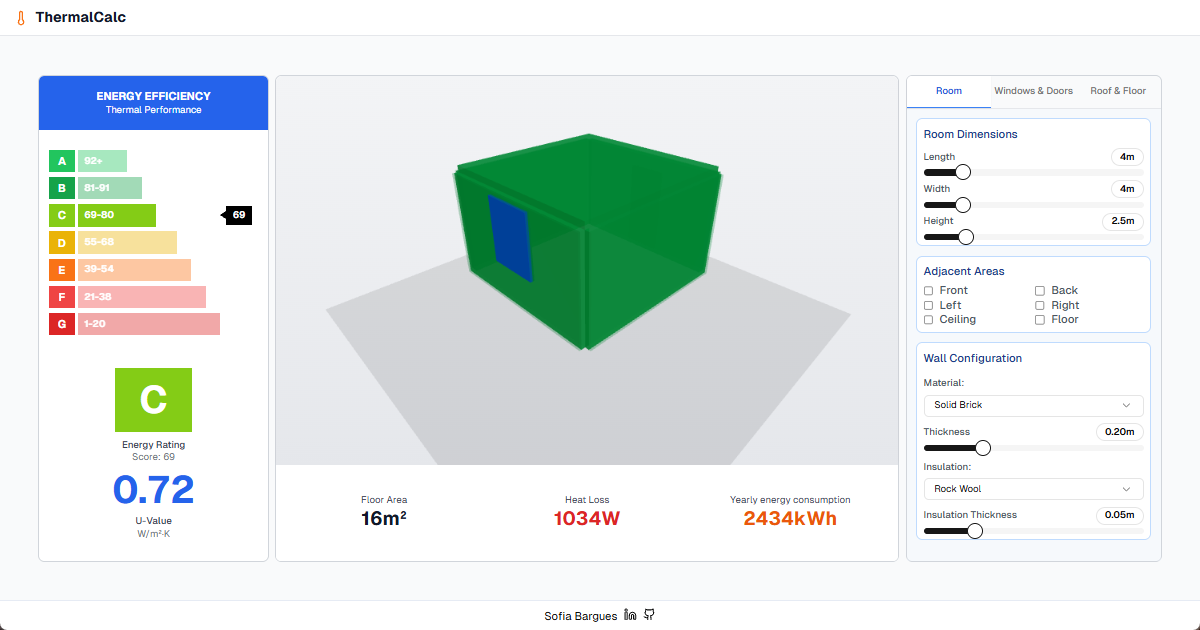 ThermalCalc
ENERGY EFFICIENCY
Thermal Performance
A 92+
B 81-91
C 69-80 69
D 55-68
E 39-54
F 21-38
G 1-20
C
Energy Rating
Score: 69
0.72
U-Value
W/m²·K
Floor Area
16m²
Heat Loss
1034W
Yearly energy consumption
2434kWh
Room Windows & Doors Roof & Floor
Room Dimensions
Length 4m
Width 4m
Height 2.5m
Adjacent Areas
Front Back
Left Right
Ceiling Floor
Wall Configuration
Material:
Solid Brick
Thickness 0.20m
Insulation:
Rock Wool
Insulation Thickness 0.05m
Sofia Bargues in